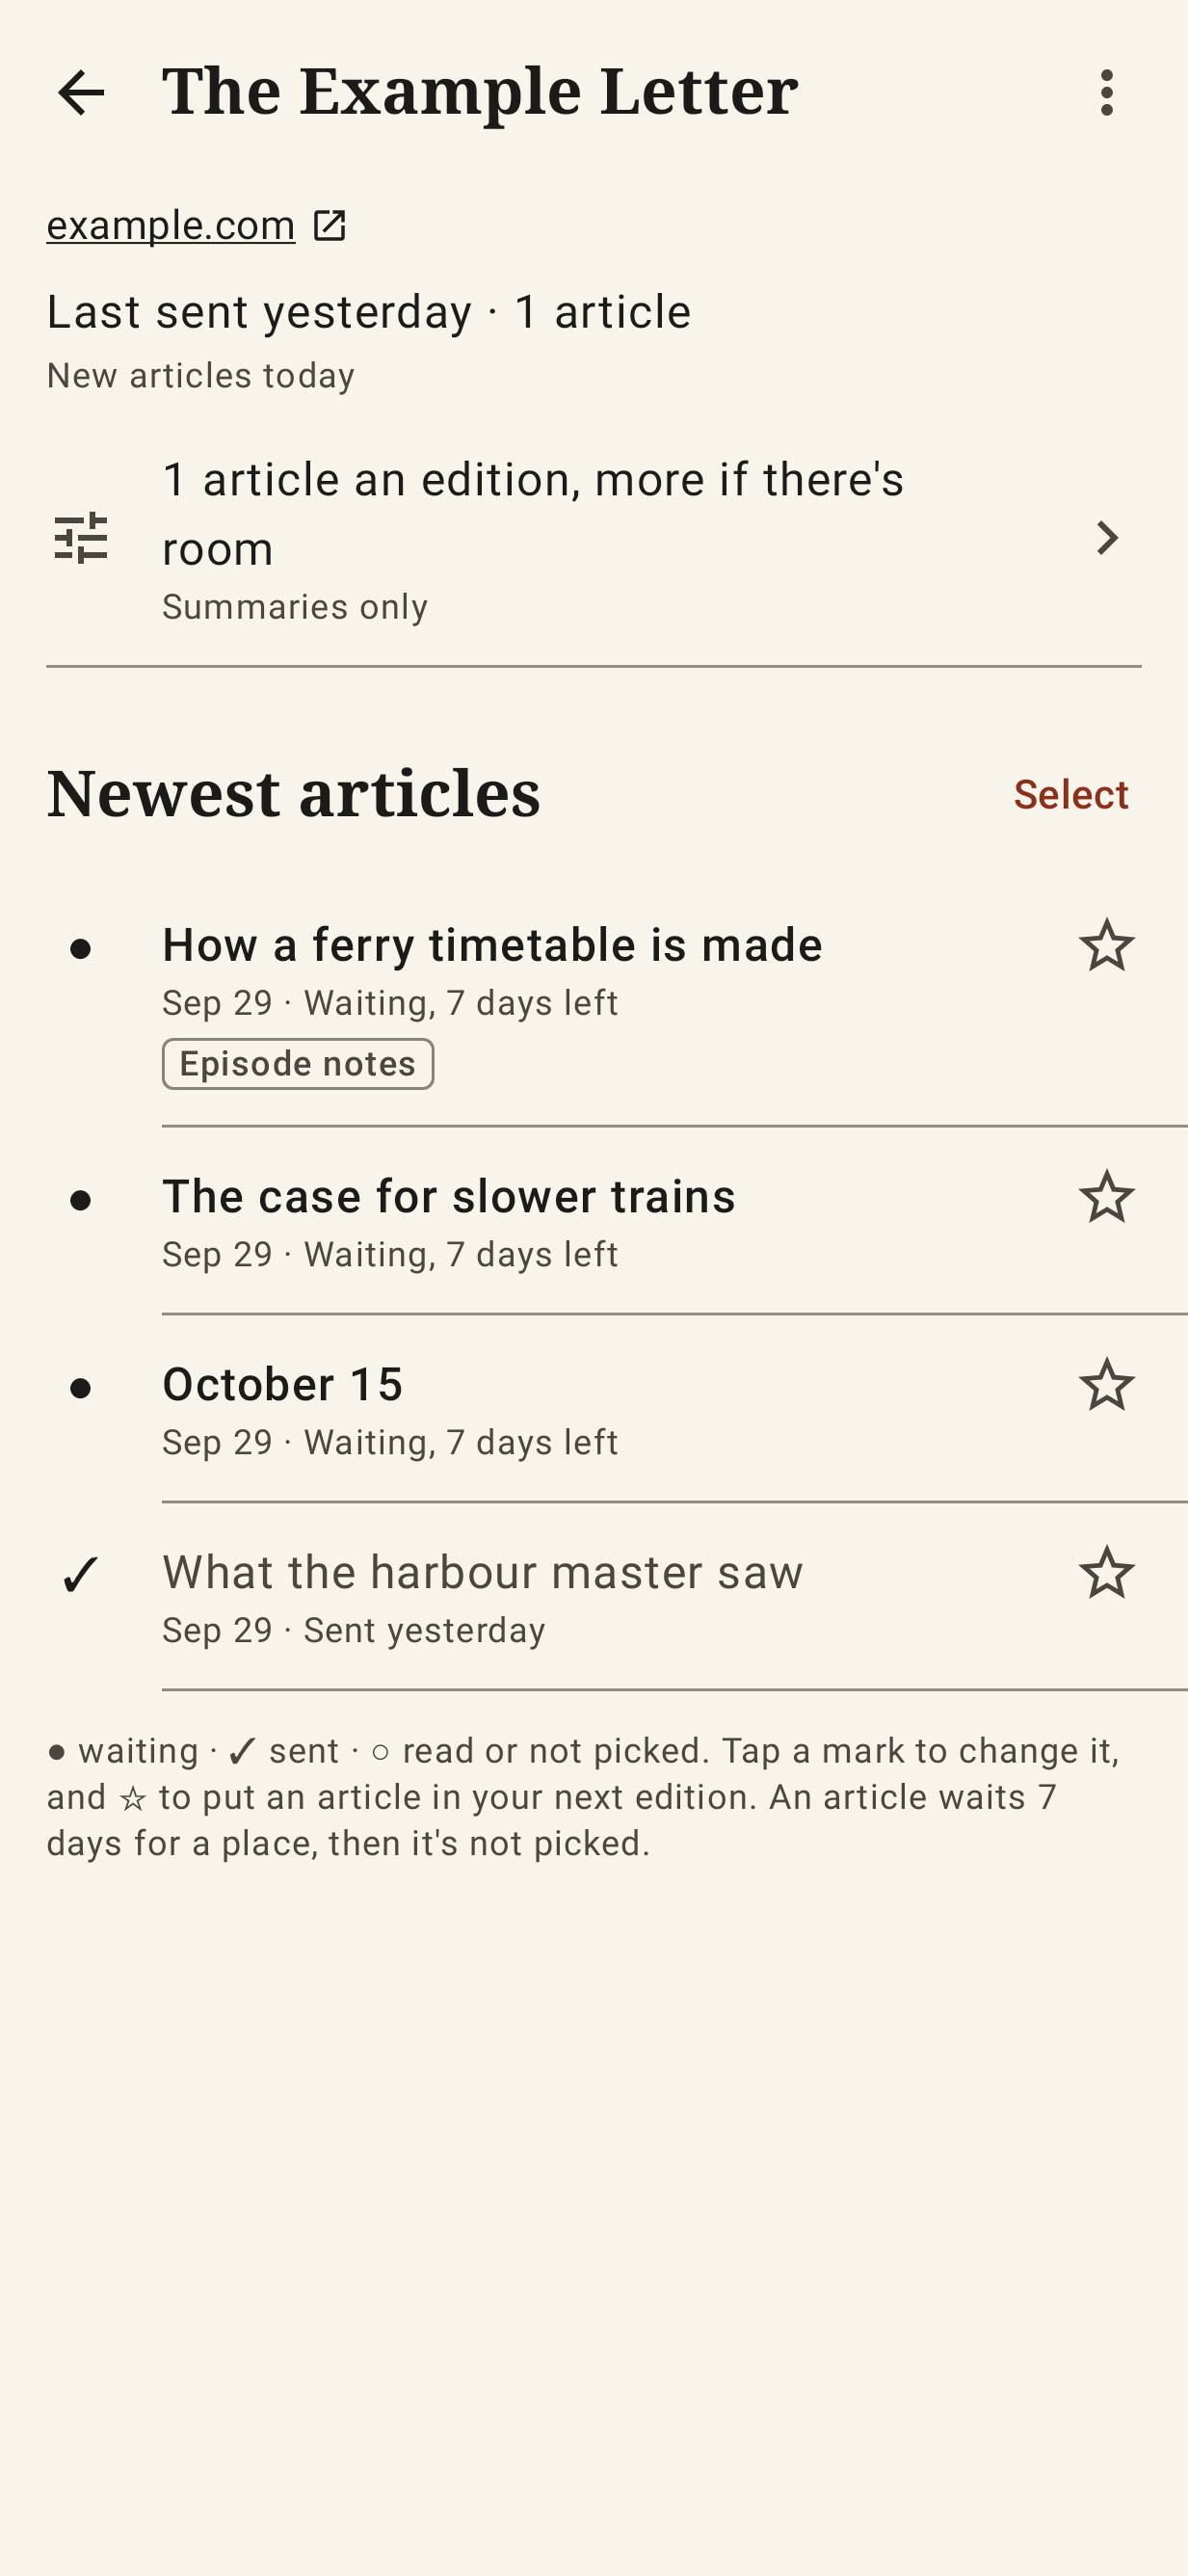 The Example Letter
example.com
Last sent yesterday · 1 article
New articles today
1 article an edition, more if there's
room
Summaries only
Newest articles
Select
● How a ferry timetable is made ☆
Sep 29 · Waiting, 7 days left
Episode notes
● The case for slower trains ☆
Sep 29 · Waiting, 7 days left
● October 15 ☆
Sep 29 · Waiting, 7 days left
✓ What the harbour master saw ☆
Sep 29 · Sent yesterday
● waiting · ✓ sent · ○ read or not picked. Tap a mark to change it,
and ☆ to put an article in your next edition. An article waits 7
days for a place, then it's not picked.